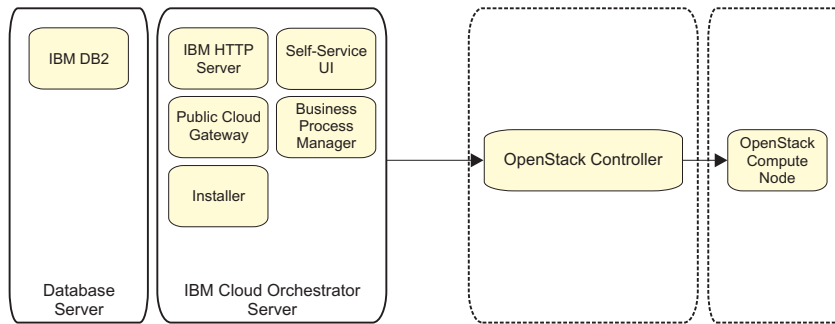 IBM DB2
Database
Server
IBM HTTP
Server
Self-Service
UI
Public Cloud
Gateway
Business
Process
Manager
Installer
IBM Cloud Orchestrator
Server
OpenStack Controller
OpenStack
Compute
Node